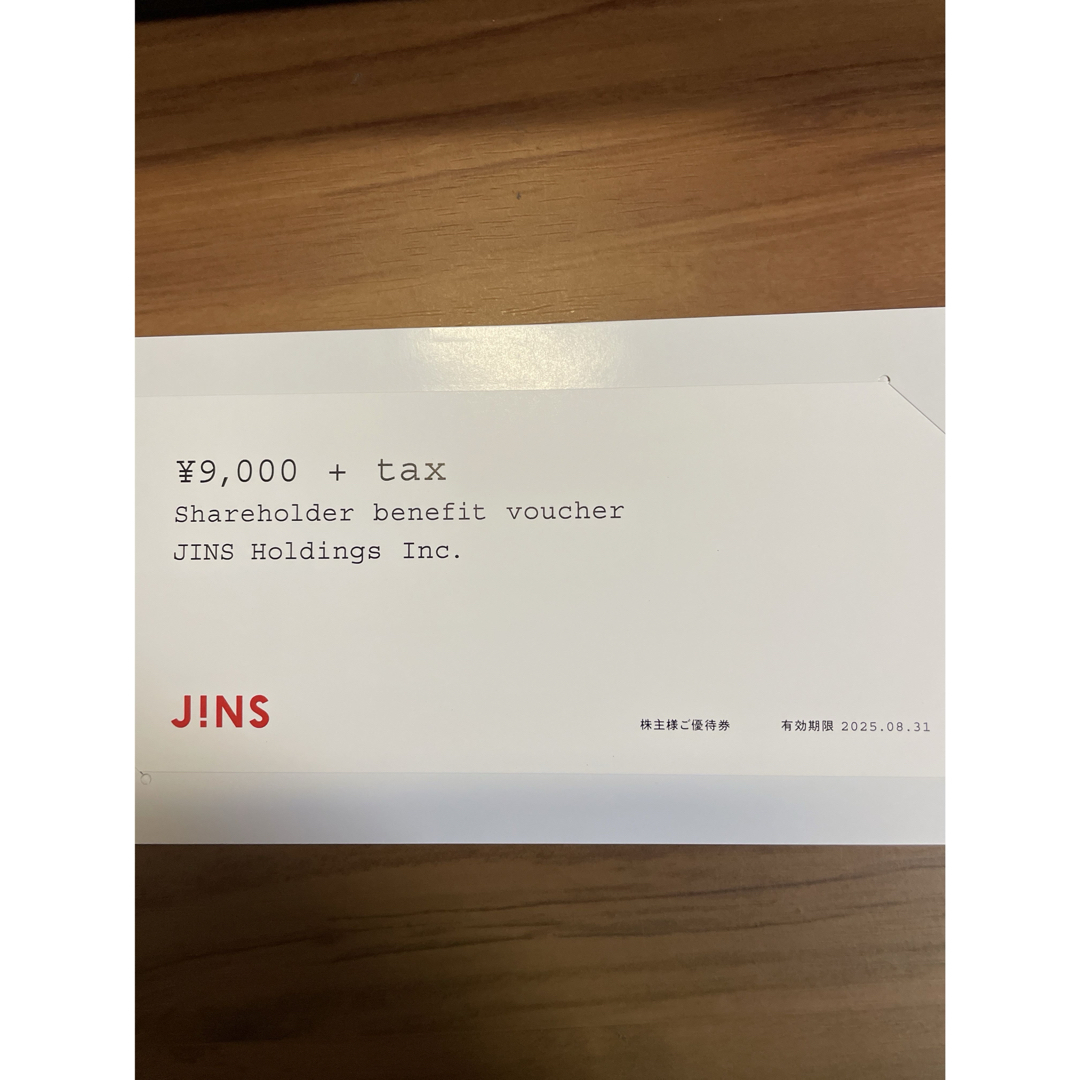 ¥9,000 + tax
Shareholder benefit voucher
JINS Holdings Inc.
J!NS
株主様ご優待券 有効期限 2025.08.31